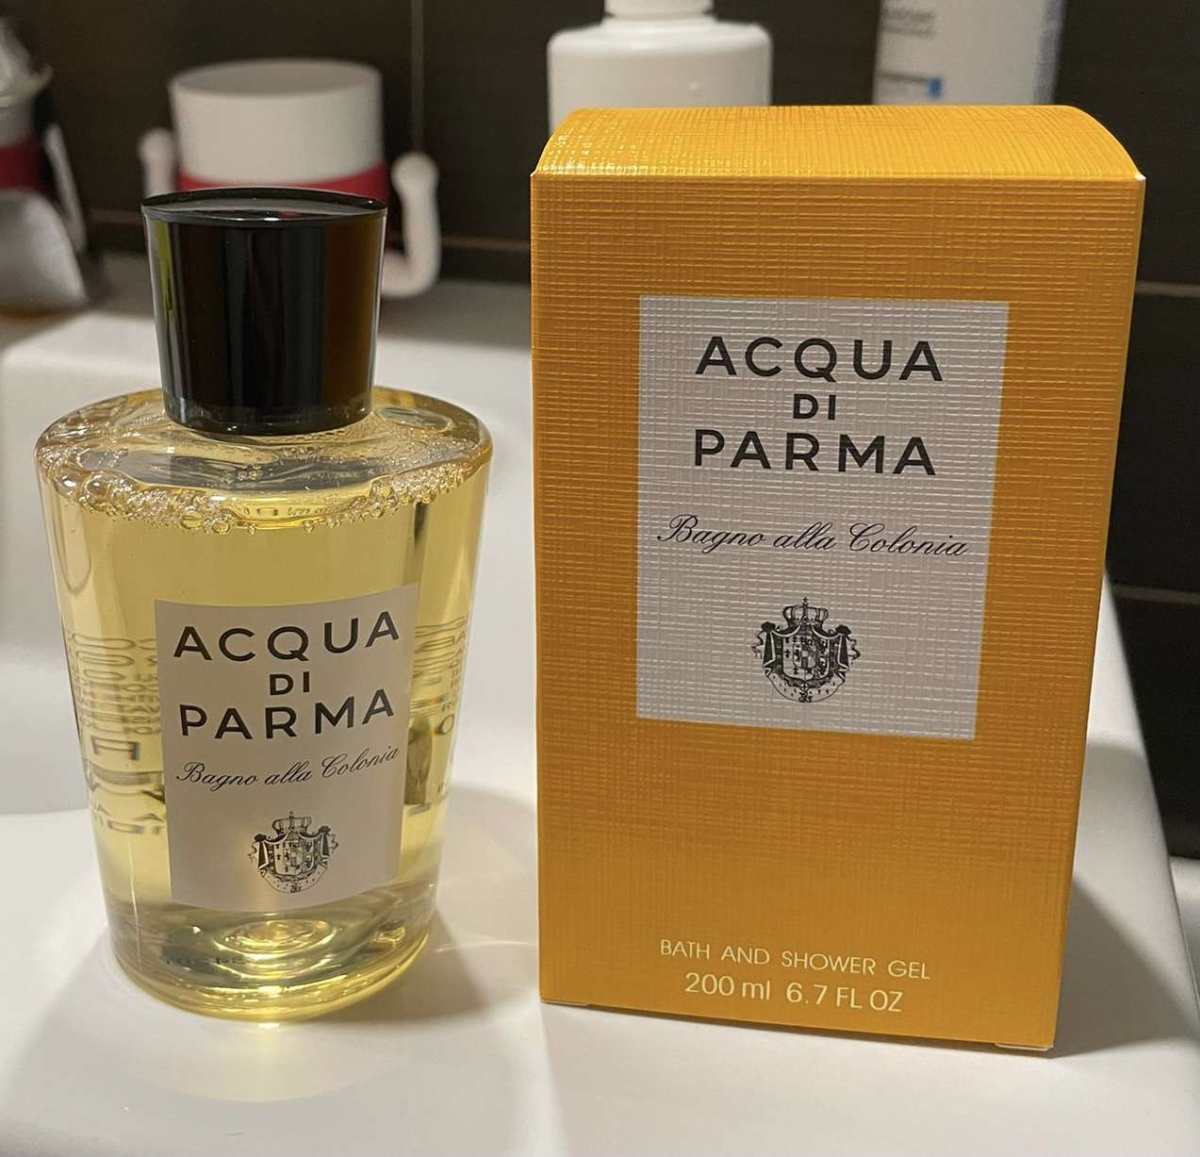 ACQUA
DI
PARMA
Bagno alla Colonia
ACQUA
DI
PARMA
Bagno alla Colonia
BATH AND SHOWER GEL
200 ml 6.7 FL OZ